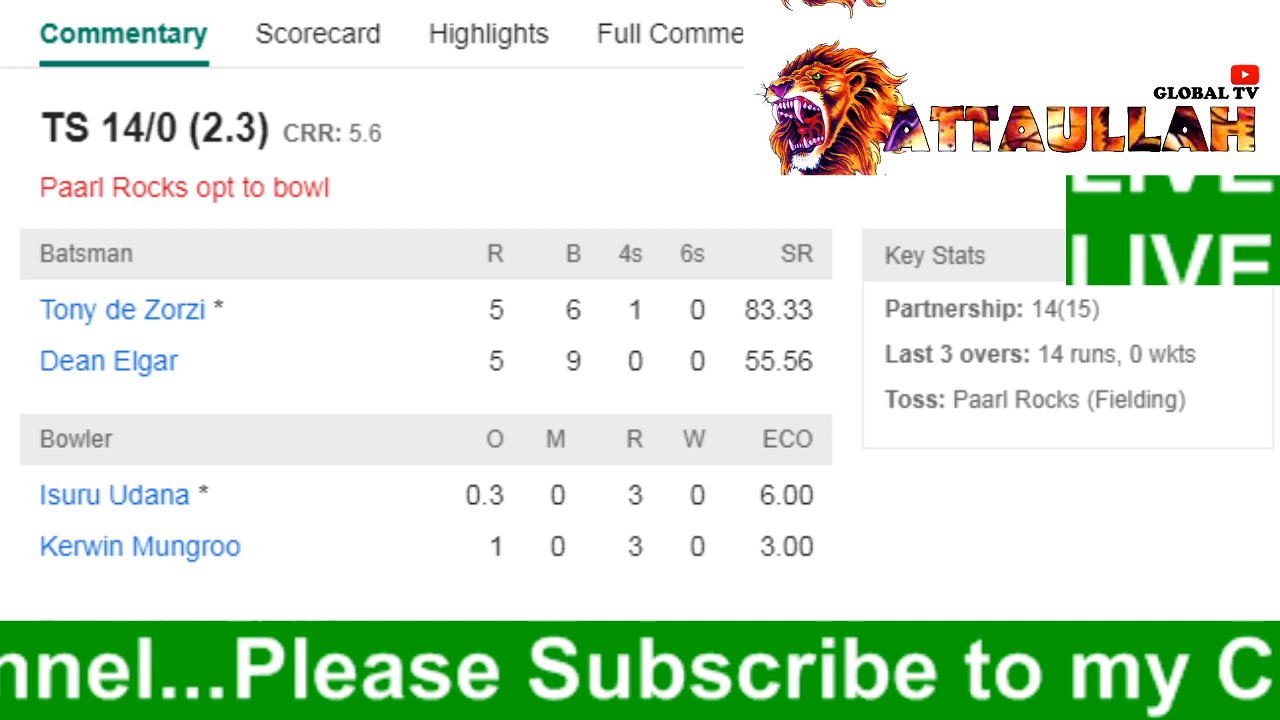 Commentary Scorecard Highlights Full Comme
GLOBAL TV
ATTAULLAH
TS 14/0 (2.3) CRR: 5.6
Paarl Rocks opt to bowl
LIVE
LIVE
Batsman R B 4s 6s SR
Tony de Zorzi * 5 6 1 0 83.33
Dean Elgar 5 9 0 0 55.56
Bowler O M R W ECO
Isuru Udana * 0.3 0 3 0 6.00
Kerwin Mungroo 1 0 3 0 3.00
Key Stats
Partnership: 14(15)
Last 3 overs: 14 runs, 0 wkts
Toss: Paarl Rocks (Fielding)
nnel...Please Subscribe to my C